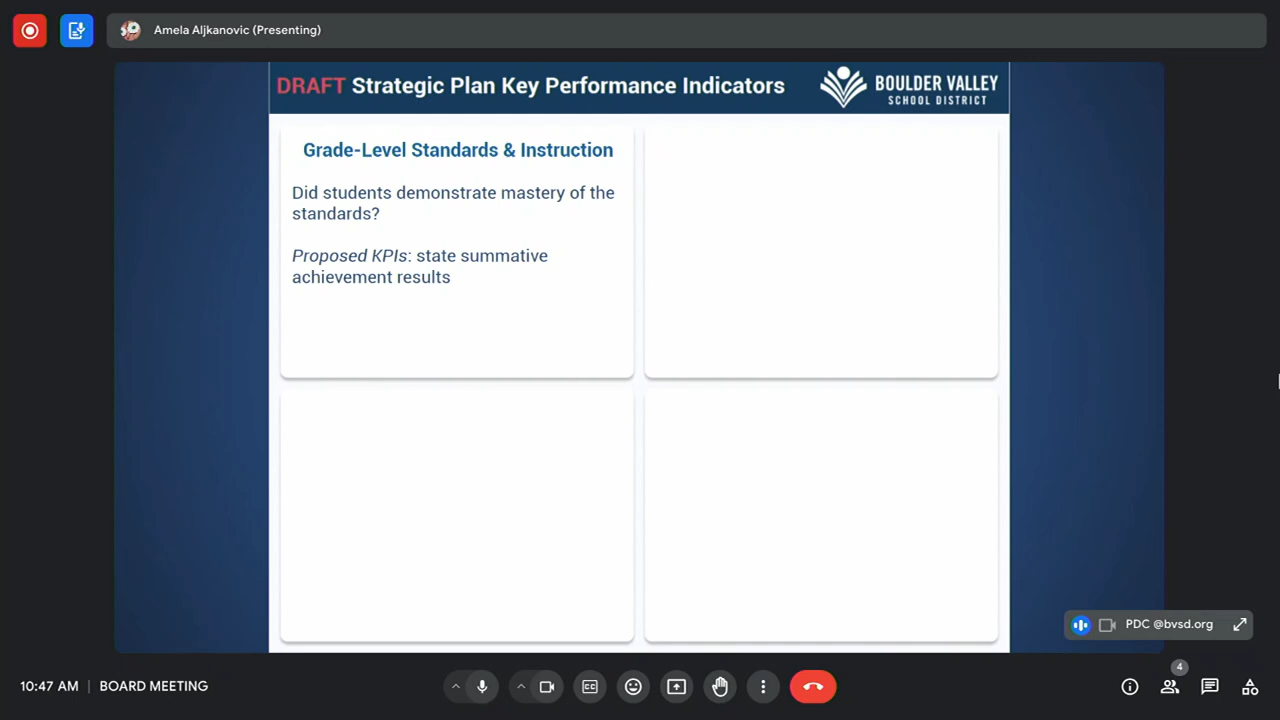 Amela Aljkanovic (Presenting)
DRAFT Strategic Plan Key Performance Indicators
BOULDER VALLEY
SCHOOL DISTRICT
Grade-Level Standards & Instruction
Did students demonstrate mastery of the
standards?
Proposed KPIs: state summative
achievement results
PDC @bvsd.org
10:47 AM | BOARD MEETING
CC
4